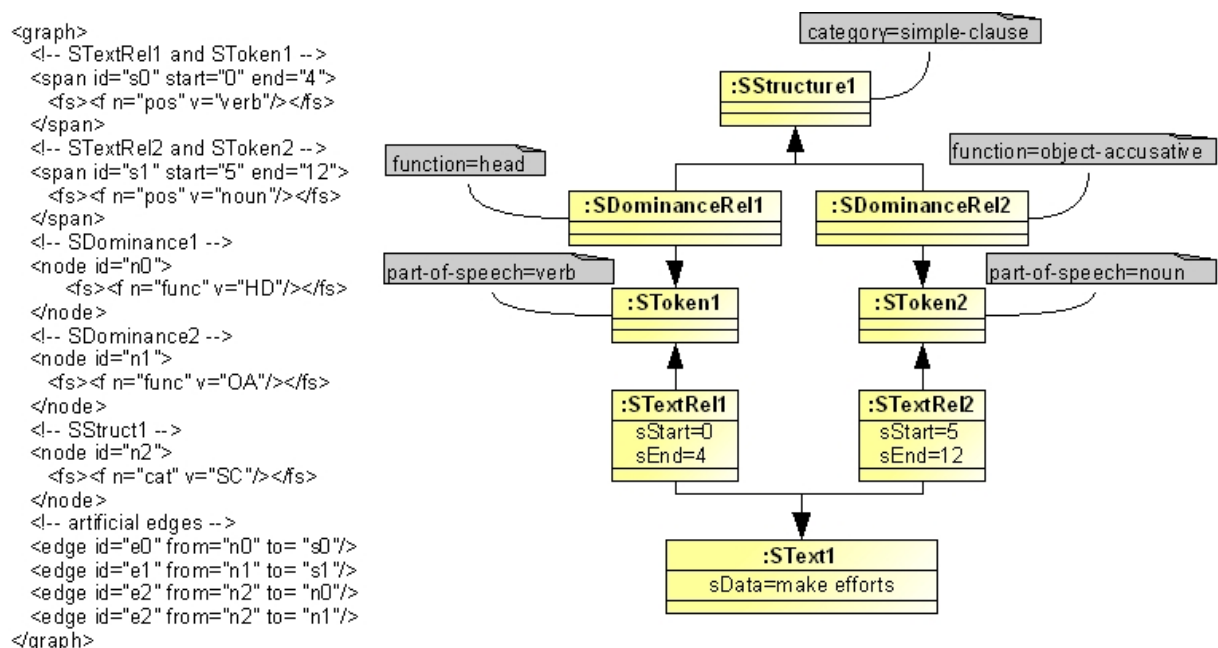 <graph>
<!-- STextRel1 and SToken1 -->
<span id="s0" start="0" end="4">
<fs><f n="pos" v="verb"/></fs>
</span>
<!-- STextRel2 and SToken2 -->
<span id="s1" start="5" end="12">
<fs><f n="pos" v="noun"/></fs>
</span>
<!-- SDominance1 -->
<node id="n0">
<fs><f n="func" v="HD"/></fs>
</node>
<!-- SDominance2 -->
<node id="n1">
<fs><f n="func" v="OA"/></fs>
</node>
<!-- SStruct1 -->
<node id="n2">
<fs><f n="cat" v="SC"/></fs>
</node>
<!-- artificial edges -->
<edge id="e0" from="n0" to= "s0"/>
<edge id="e1" from="n1" to= "s1"/>
<edge id="e2" from="n2" to= "n0"/>
<edge id="e2" from="n2" to= "n1"/>
</graph>
category=simple-clause
:SStructure1
function=head
function=object-accusative
:SDominanceRel1
:SDominanceRel2
part-of-speech=verb
part-of-speech=noun
:SToken1
:SToken2
:STextRel1
sStart=0
sEnd=4
:STextRel2
sStart=5
sEnd=12
:SText1
sData=make efforts